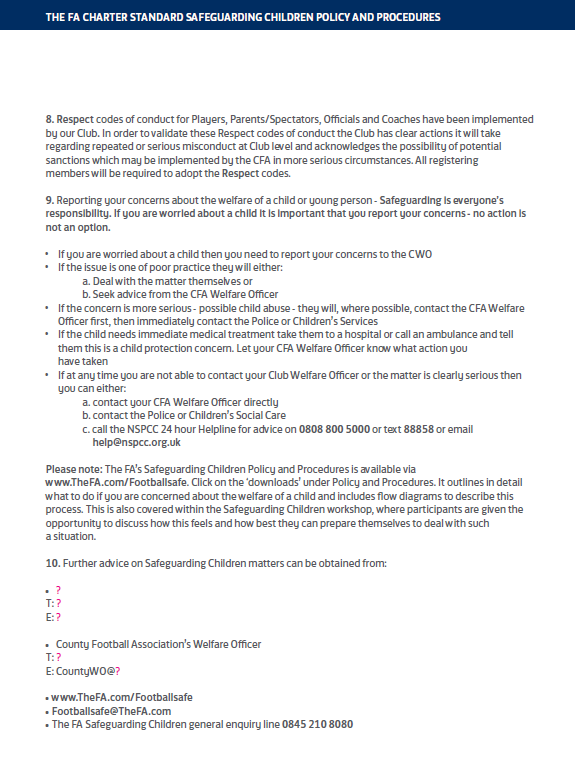 THE FA CHARTER STANDARD SAFEGUARDING CHILDREN POLICY AND PROCEDURES
8. Respect codes of conduct for Players, Parents/Spectators, Officials and Coaches have been implemented
by our Club. In order to validate these Respect codes of conduct the Club has clear actions it will take
regarding repeated or serious misconduct at Club level and acknowledges the possibility of potential
sanctions which may be implemented by the CFA in more serious circumstances. All registering
members will be required to adopt the Respect codes.
9. Reporting your concerns about the welfare of a child or young person - Safeguarding is everyone's
responsibility. If you are worried about a child it is important that you report your concerns - no action is
not an option.
• If you are worried about a child then you need to report your concerns to the CWO
• If the issue is one of poor practice they will either:
a. Deal with the matter themselves or
b. Seek advice from the CFA Welfare Officer
• If the concern is more serious - possible child abuse - they will, where possible, contact the CFA Welfare
Officer first, then immediately contact the Police or Children's Services
• If the child needs immediate medical treatment take them to a hospital or call an ambulance and tell
them this is a child protection concern. Let your CFA Welfare Officer know what action you
have taken
• If at any time you are not able to contact your Club Welfare Officer or the matter is clearly serious then
you can either:
a. contact your CFA Welfare Officer directly
b. contact the Police or Children's Social Care
c. call the NSPCC 24 hour Helpline for advice on 0808 800 5000 or text 88858 or email
help@nspcc.org.uk
Please note: The FA's Safeguarding Children Policy and Procedures is available via
www.TheFA.com/Footballsafe. Click on the 'downloads' under Policy and Procedures. It outlines in detail
what to do if you are concerned about the welfare of a child and includes flow diagrams to describe this
process. This is also covered within the Safeguarding Children workshop, where participants are given the
opportunity to discuss how this feels and how best they can prepare themselves to deal with such
a situation.
10. Further advice on Safeguarding Children matters can be obtained from:
• ?
T: ?
E: ?
• County Football Association's Welfare Officer
T: ?
E: CountyWO@?
• www.TheFA.com/Footballsafe
• Footballsafe@TheFA.com
• The FA Safeguarding Children general enquiry line 0845 210 8080